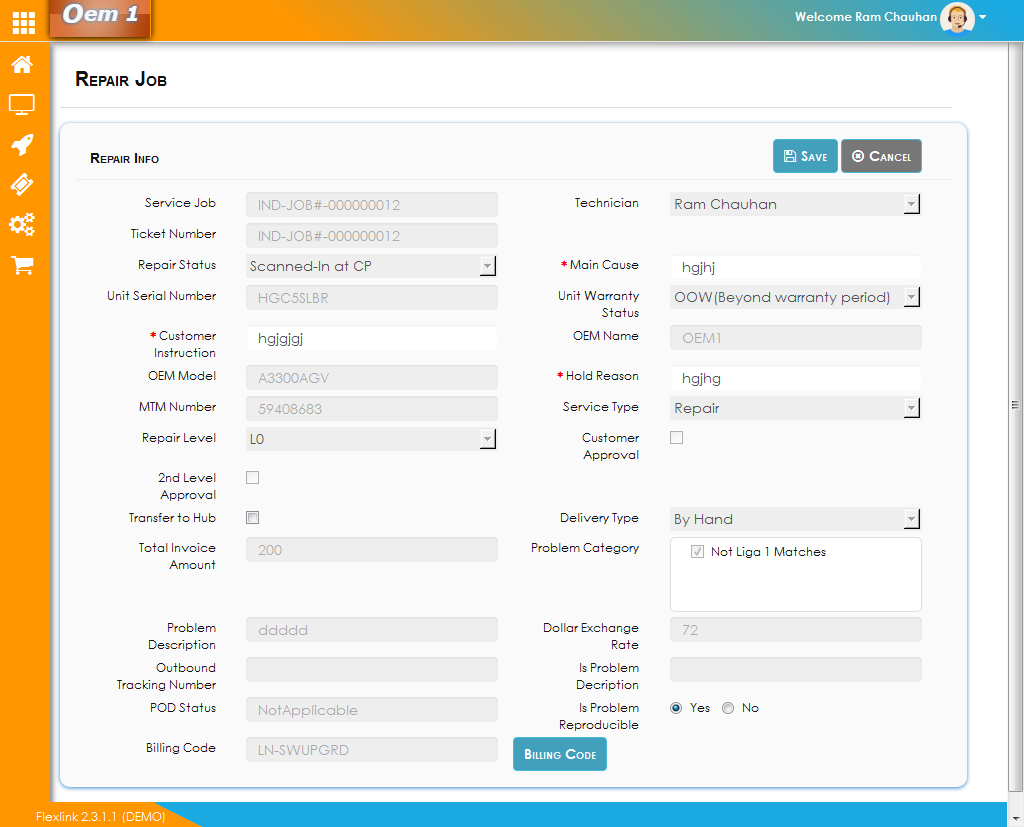 Oem 1
Welcome Ram Chauhan
Repair Job
Repair Info
Save
Cancel
Service Job IND-JOB#-000000012 Technician Ram Chauhan
Ticket Number IND-JOB#-000000012
Repair Status Scanned-In at CP * Main Cause hgjhj
Unit Serial Number HGC5SLBR Unit Warranty
Status OOW(Beyond warranty period)
* Customer
Instruction hgjgjgj OEM Name OEM1
OEM Model A3300AGV * Hold Reason hgjhg
MTM Number 59408683 Service Type Repair
Repair Level L0 Customer
Approval
2nd Level
Approval
Transfer to Hub Delivery Type By Hand
Total Invoice
Amount 200 Problem Category Not Liga 1 Matches
Problem
Description ddddd Dollar Exchange
Rate 72
Outbound
Tracking Number Is Problem
Decription
POD Status NotApplicable Is Problem
Reproducible Yes No
Billing Code LN-SWUPGRD Billing Code
Flexlink 2.3.1.1 (DEMO)